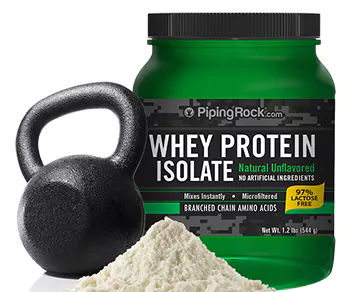 PipingRock.com
WHEY PROTEIN
ISOLATE Natural Unflavored
NO ARTIFICIAL INGREDIENTS
Mixes Instantly • Microfiltered
BRANCHED CHAIN AMINO ACIDS
97%
LACTOSE
FREE
Net Wt. 1.2 lbs (544 g)